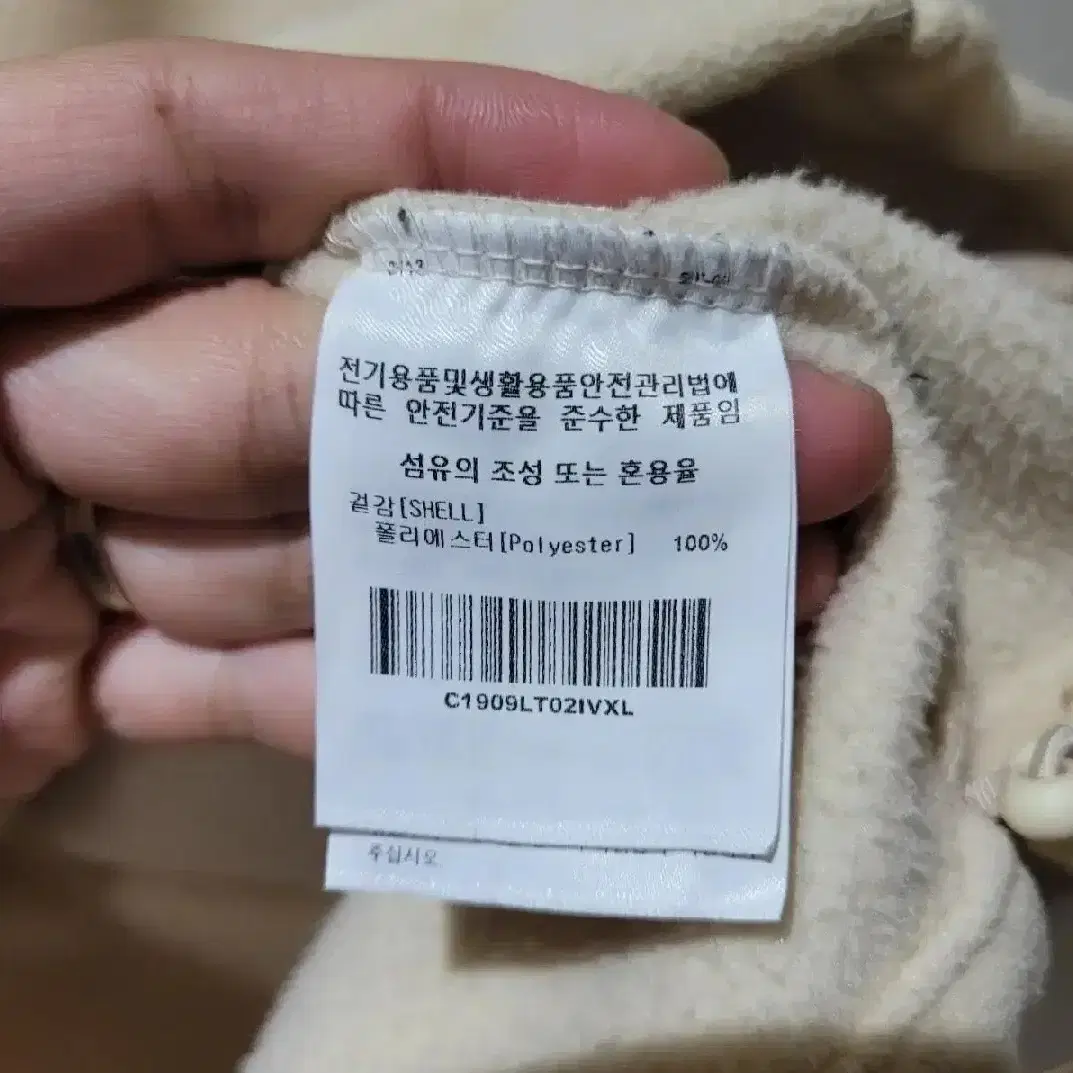 전기용품및생활용품안전관리법에
따른 안전기준을 준수한 제품임
섬유의 조성 또는 혼용율
겉감[SHELL]
폴리에스터[Polyester] 100%
C1909LT02IVXL
주십시오